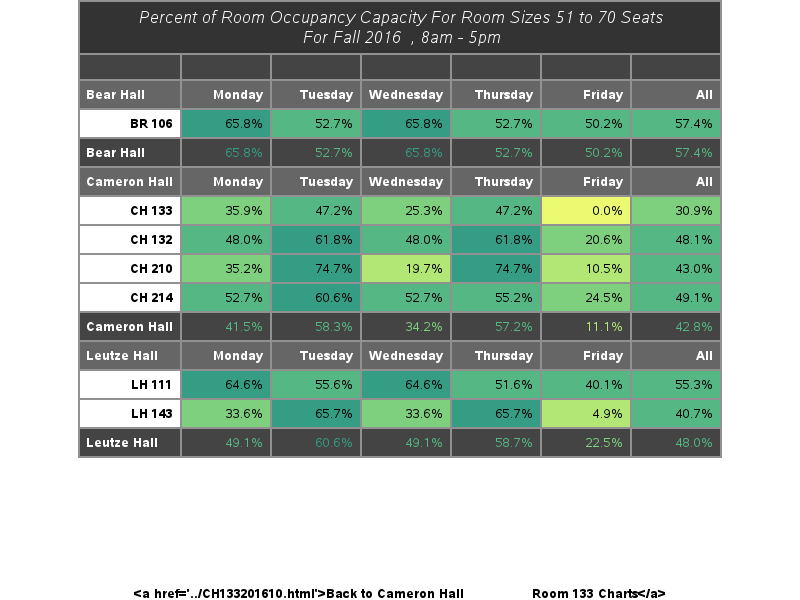 Percent of Room Occupancy Capacity For Room Sizes 51 to 70 Seats
For Fall 2016 , 8am - 5pm
Bear Hall Monday Tuesday Wednesday Thursday Friday All
BR 106 65.8% 52.7% 65.8% 52.7% 50.2% 57.4%
Bear Hall 65.8% 52.7% 65.8% 52.7% 50.2% 57.4%
Cameron Hall Monday Tuesday Wednesday Thursday Friday All
CH 133 35.9% 47.2% 25.3% 47.2% 0.0% 30.9%
CH 132 48.0% 61.8% 48.0% 61.8% 20.6% 48.1%
CH 210 35.2% 74.7% 19.7% 74.7% 10.5% 43.0%
CH 214 52.7% 60.6% 52.7% 55.2% 24.5% 49.1%
Cameron Hall 41.5% 58.3% 34.2% 57.2% 11.1% 42.8%
Leutze Hall Monday Tuesday Wednesday Thursday Friday All
LH 111 64.6% 55.6% 64.6% 51.6% 40.1% 55.3%
LH 143 33.6% 65.7% 33.6% 65.7% 4.9% 40.7%
Leutze Hall 49.1% 60.6% 49.1% 58.7% 22.5% 48.0%
<a href='../CH133201610.html'>Back to Cameron Hall Room 133 Charts</a>